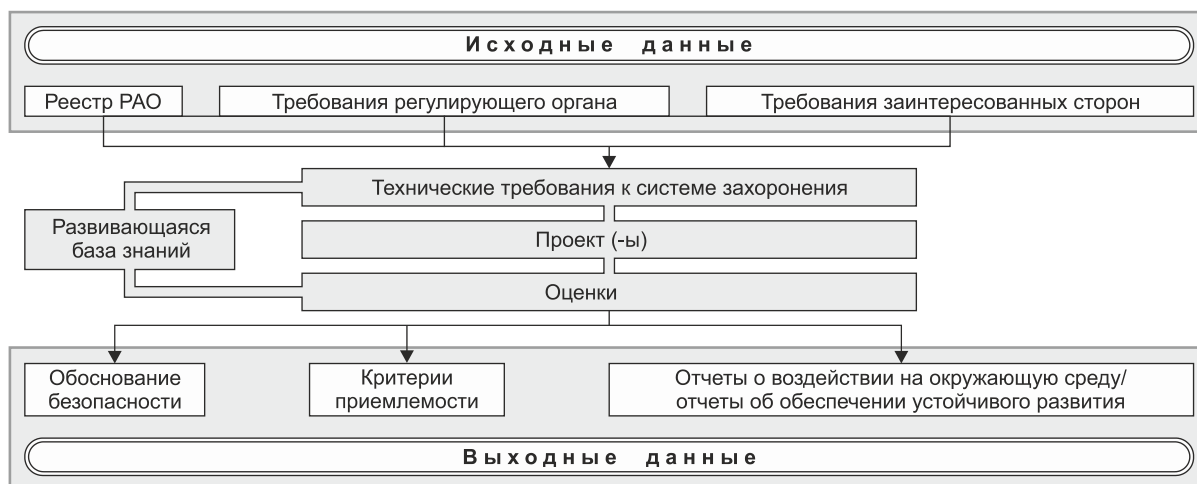 Исходные данные
Реестр РАО
Требования регулирующего органа
Требования заинтересованных сторон
Технические требования к системе захоронения
Развивающаяся
база знаний
Проект (-ы)
Оценки
Обоснование
безопасности
Критерии
приемлемости
Отчеты о воздействии на окружающую среду/
отчеты об обеспечении устойчивого развития
Выходные данные